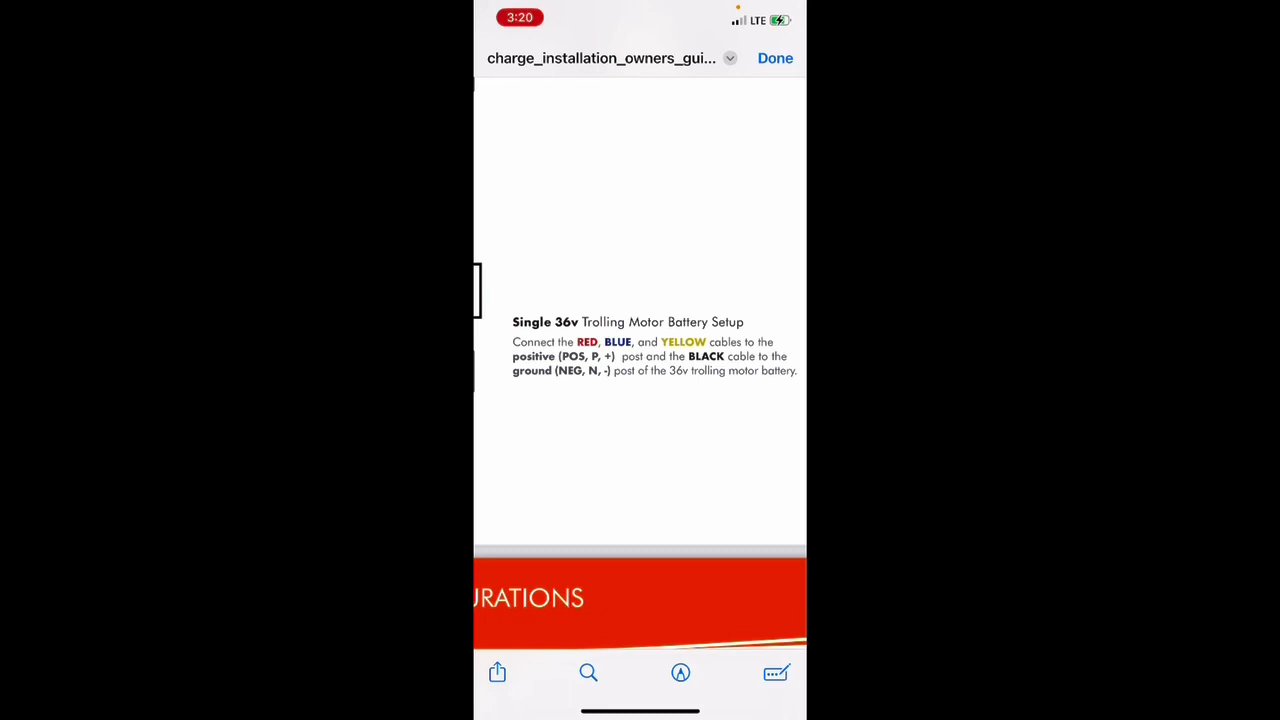 3:20
LTE
charge_installation_owners_gui...
Done
Single 36v Trolling Motor Battery Setup
Connect the RED, BLUE, and YELLOW cables to the
positive (POS, P, +) post and the BLACK cable to the
ground (NEG, N, -) post of the 36v trolling motor battery.
URATIONS